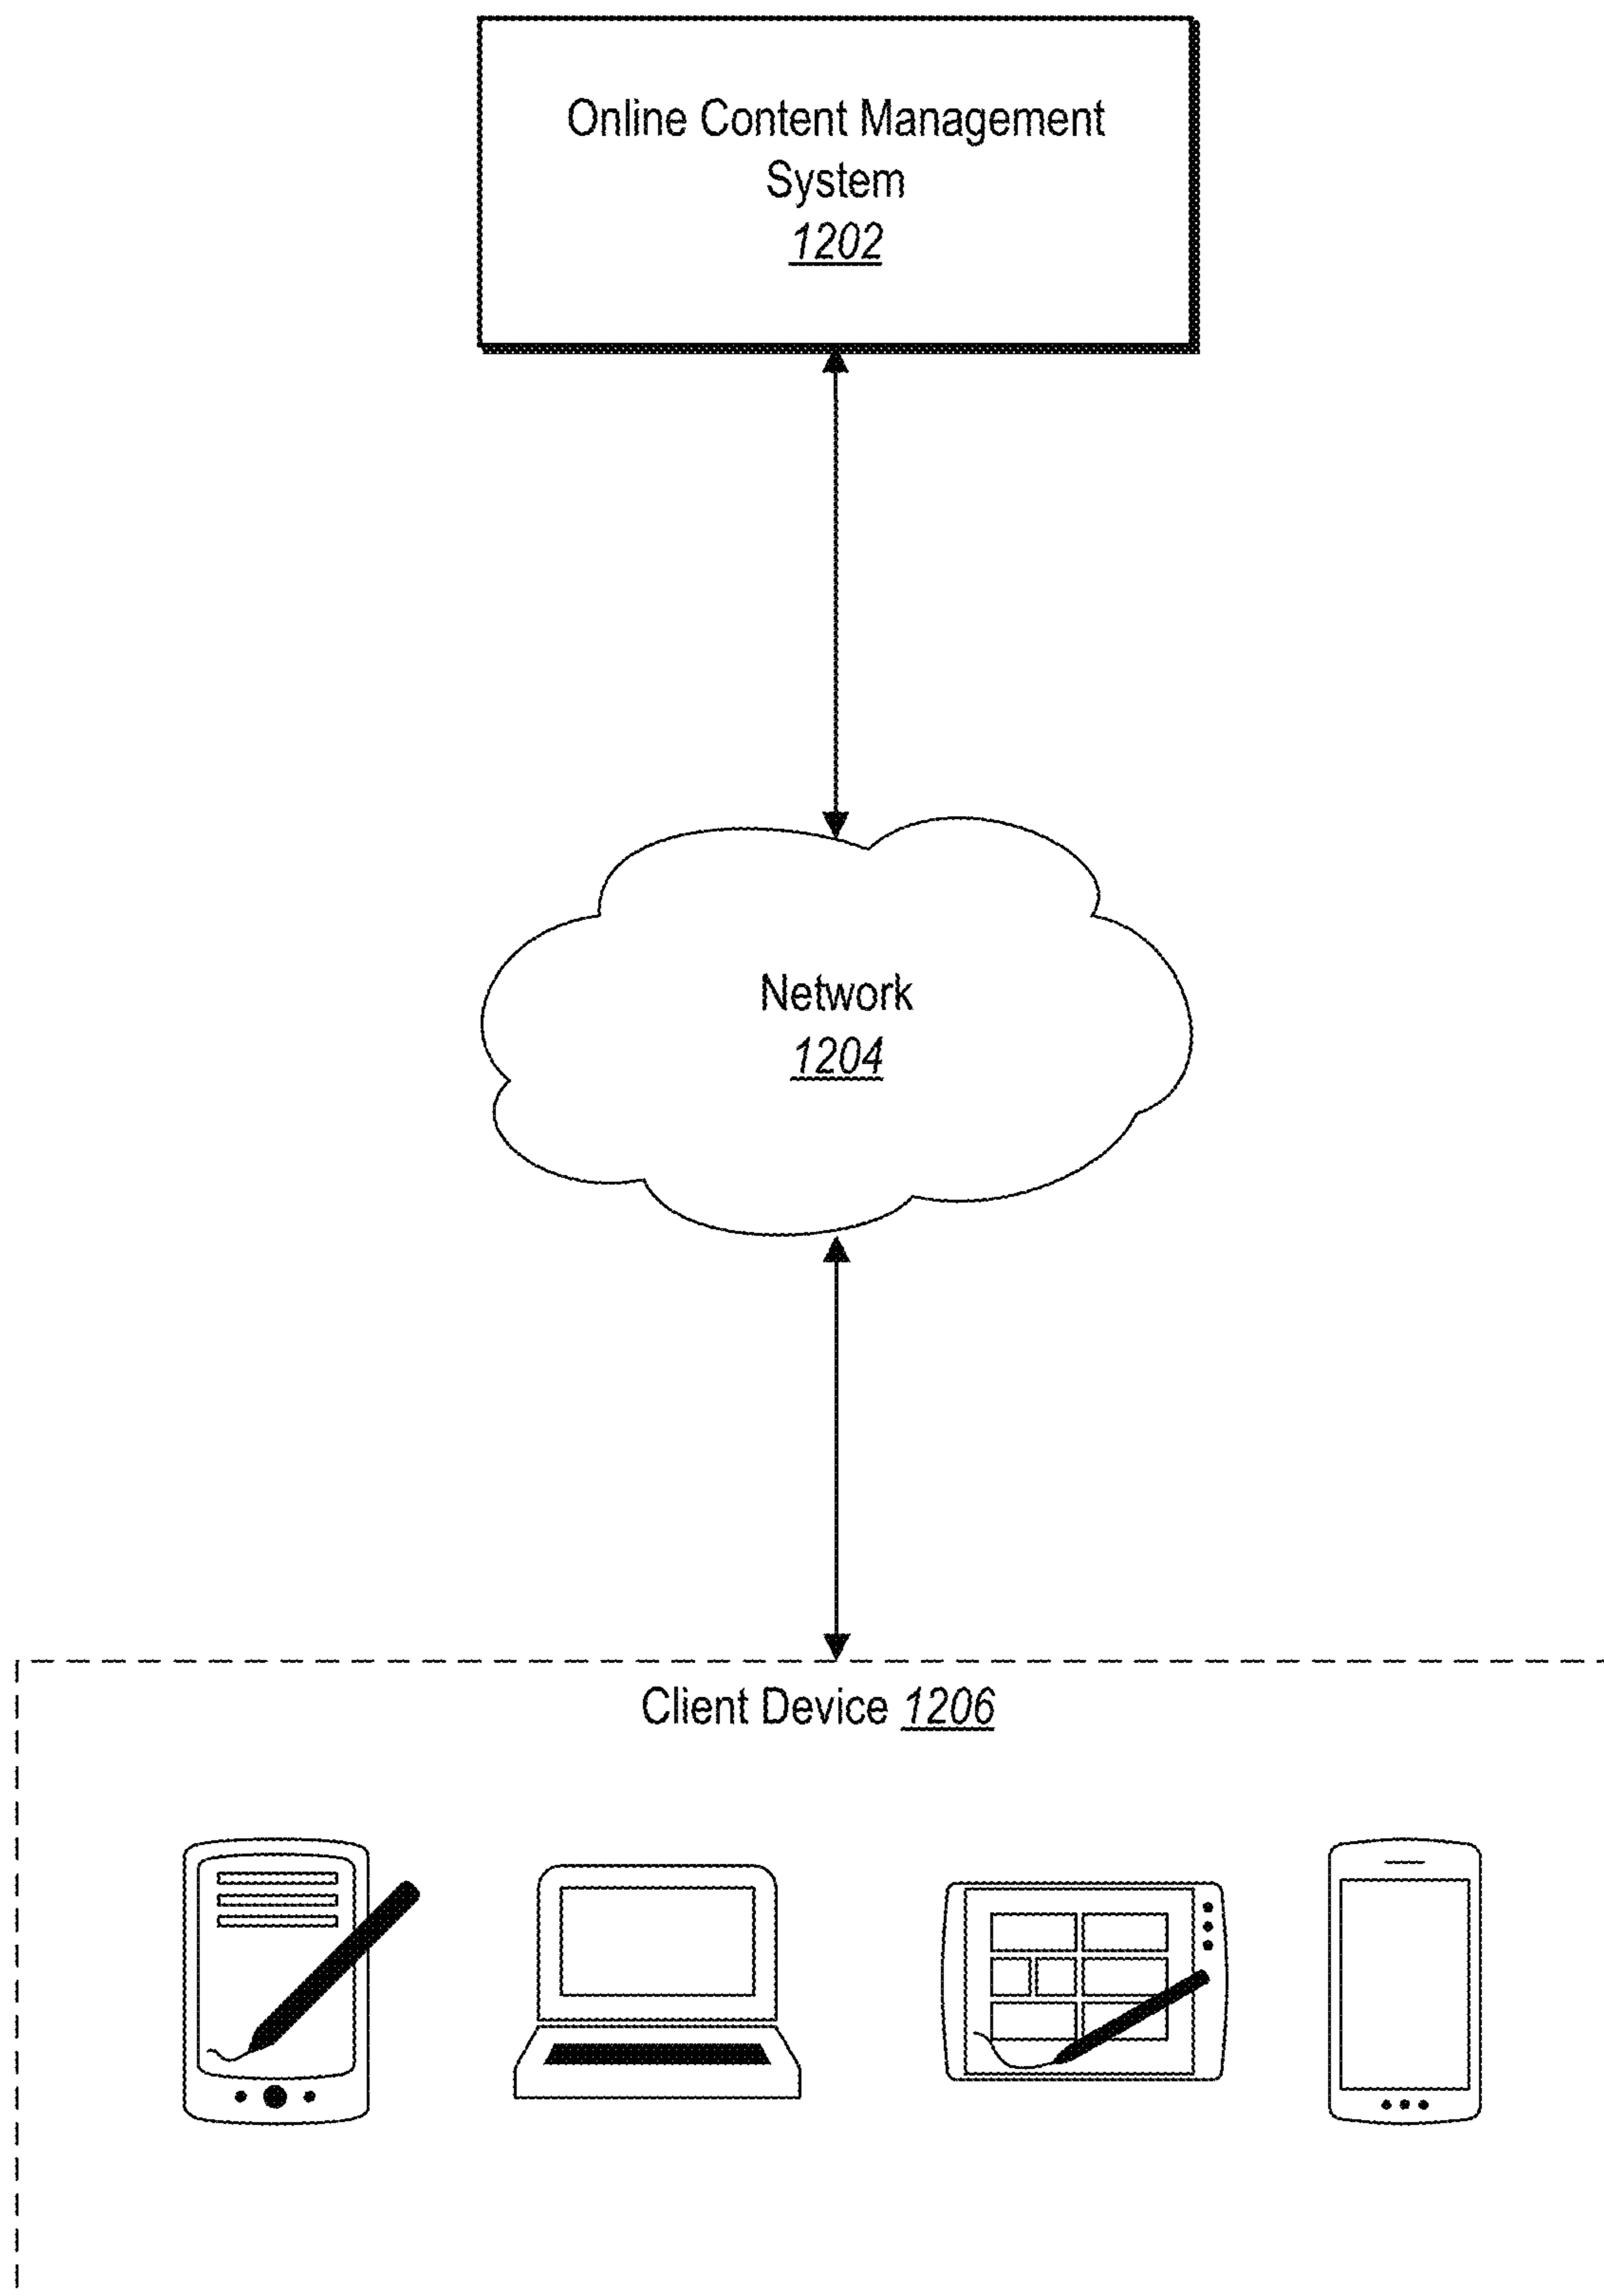 Online Content Management
System
1202
Network
1204
Client Device 1206